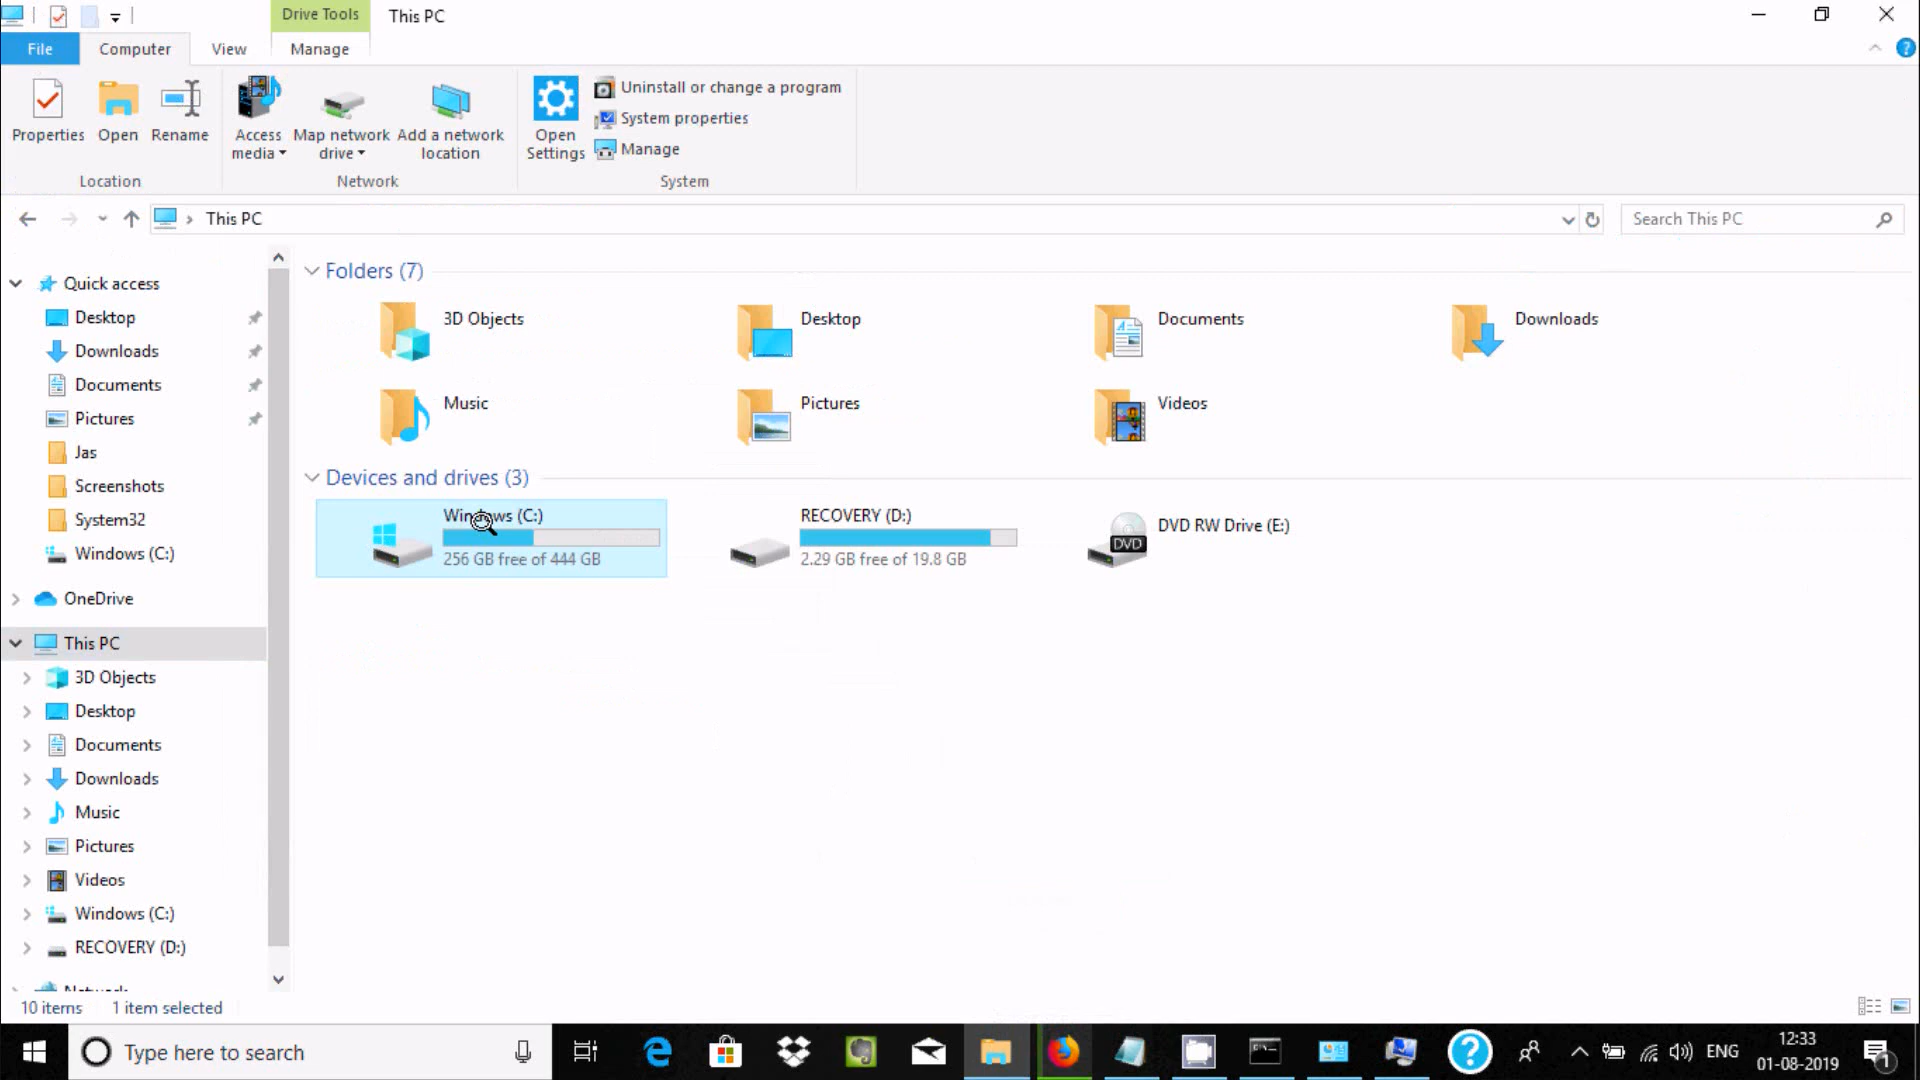 Drive Tools
This PC
File
Computer
View
Manage
Properties
Open
Rename
Access media
Map network drive
Add a network location
Open Settings
Uninstall or change a program
System properties
Manage
Location
Network
System
This PC
Search This PC
Quick access
Desktop
Downloads
Documents
Pictures
Jas
Screenshots
System32
Windows (C:)
OneDrive
This PC
3D Objects
Desktop
Documents
Downloads
Music
Pictures
Videos
Windows (C:)
RECOVERY (D:)
Network
Folders (7)
3D Objects
Desktop
Documents
Downloads
Music
Pictures
Videos
Devices and drives (3)
Windows (C:)
256 GB free of 444 GB
RECOVERY (D:)
2.29 GB free of 19.8 GB
DVD RW Drive (E:)
DVD
10 items
1 item selected
Type here to search
ENG
12:33
01-08-2019
1